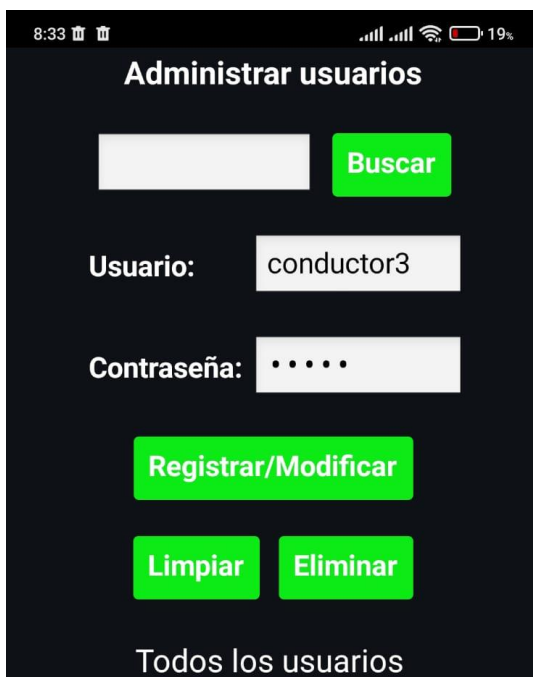 8:33 19%
Administrar usuarios
Buscar
Usuario: conductor3
Contraseña: •••••
Registrar/Modificar
Limpiar Eliminar
Todos los usuarios